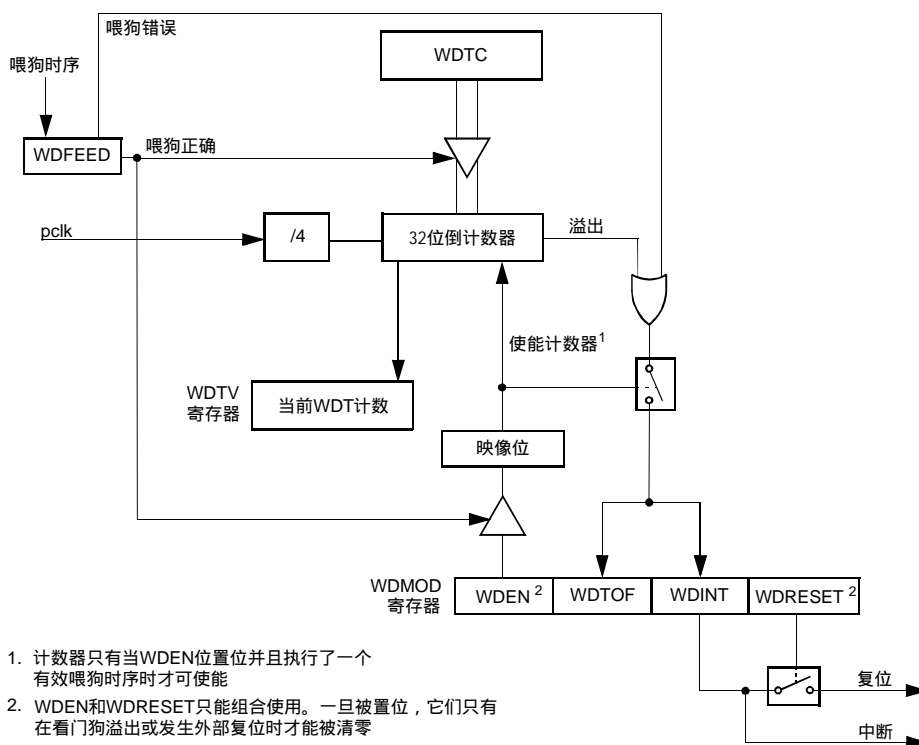 喂狗错误
WDTC
喂狗时序
WDFEED
喂狗正确
pclk
/4
32位倒计数器
溢出
使能计数器1
WDTV
寄存器
当前WDT计数
映像位
WDMOD
寄存器
WDEN 2
WDTOF
WDINT
WDRESET 2
复位
中断
1. 计数器只有当WDEN位置位并且执行了一个
有效喂狗时序时才可使能
2. WDEN和WDRESET只能组合使用。一旦被置位，它们只有
在看门狗溢出或发生外部复位时才能被清零